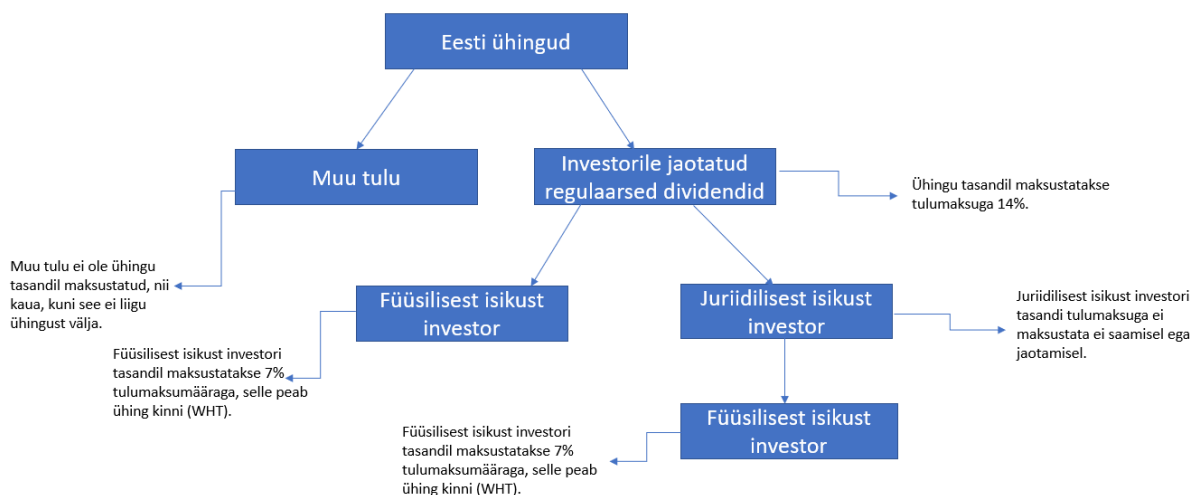 Eesti ühingud
Muu tulu
Investorile jaotatud
regulaarsed dividendid
Ühingu tasandil maksustatakse
tulumaksuga 14%.
Muu tulu ei ole ühingu
tasandil maksustatud, nii
kaua, kuni see ei liigu
ühingust välja.
Füüsilisest isikust
investor
Juriidilisest isikust
investor
Juriidilisest isikust investori
tasandi tulumaksuga ei
maksustata ei saamisel ega
jaotamisel.
Füüsilisest isikust investori
tasandil maksustatakse 7%
tulumaksumääraga, selle peab
ühing kinni (WHT).
Füüsilisest isikust
investor
Füüsilisest isikust investori
tasandil maksustatakse 7%
tulumaksumääraga, selle peab
ühing kinni (WHT).